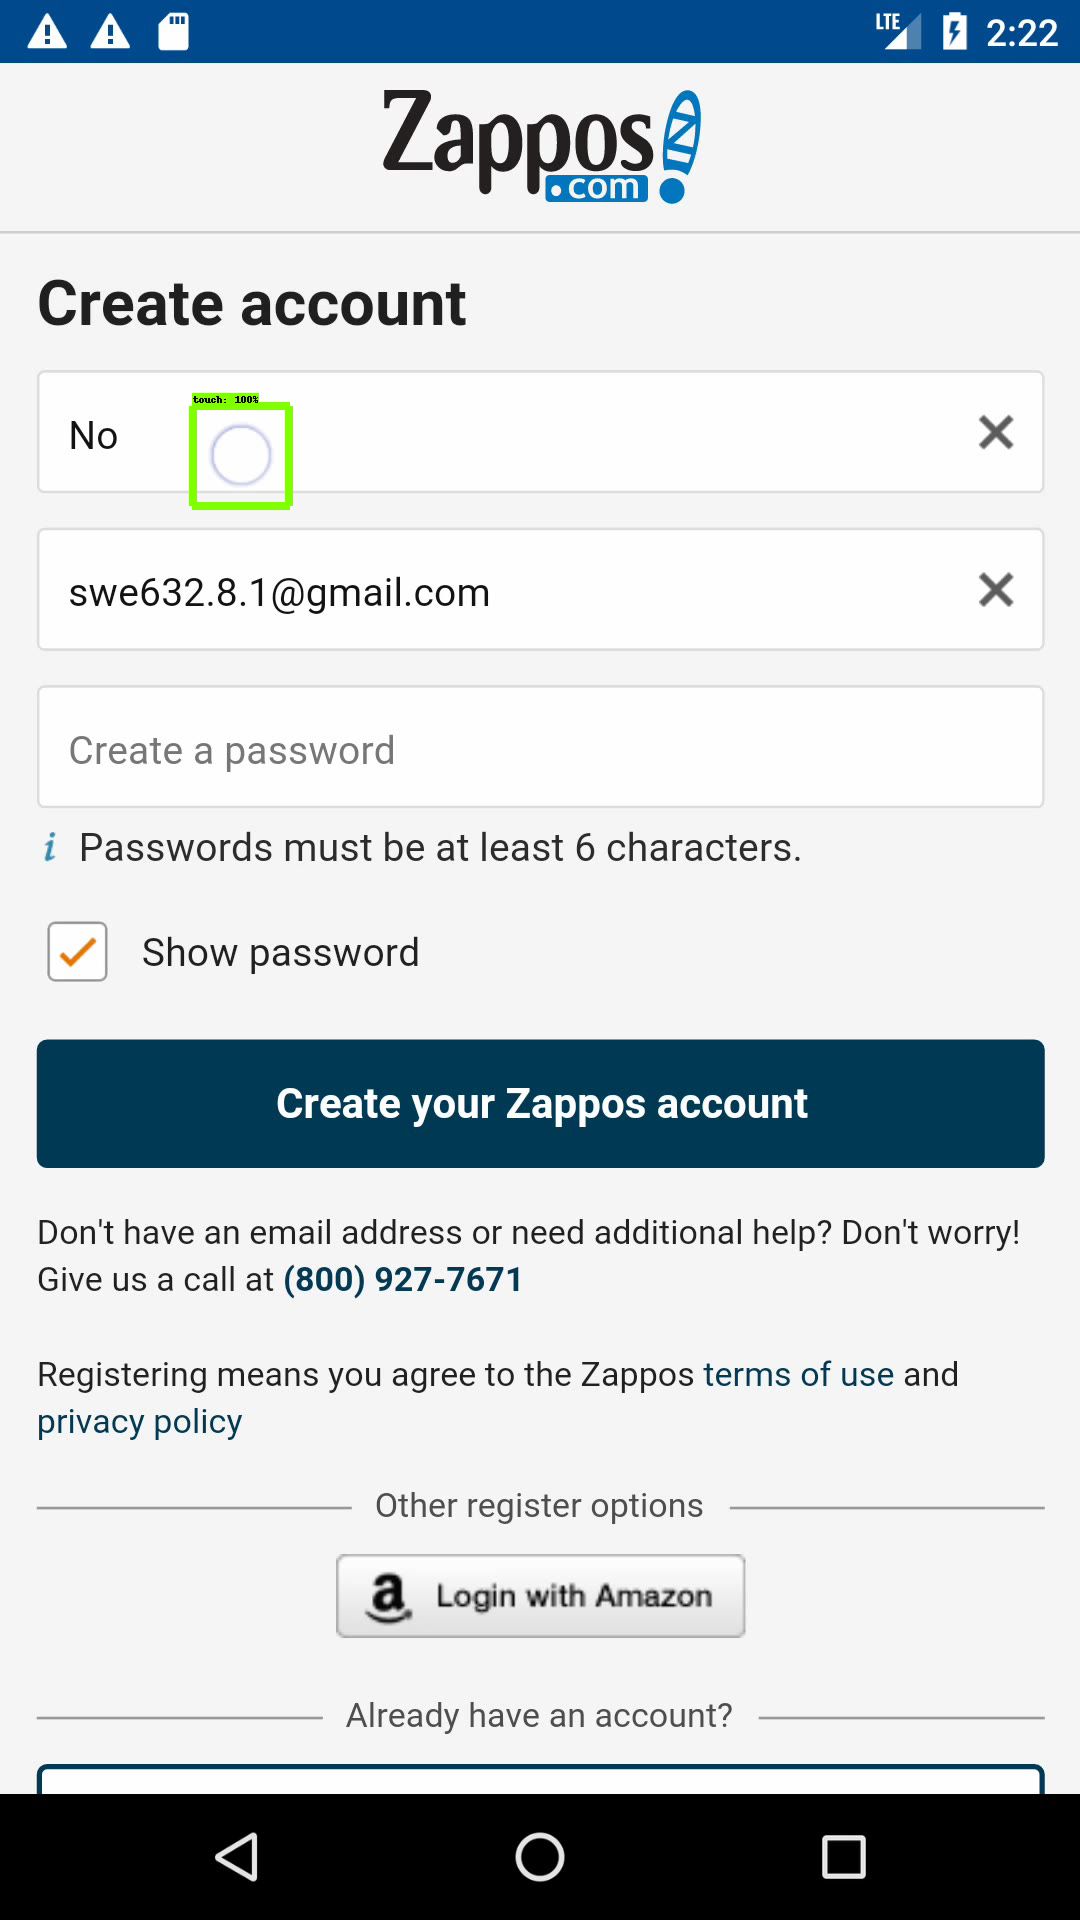 LTE 2:22
Zappos
.com
Create account
touch: 100%
No
swe632.8.1@gmail.com
Create a password
i Passwords must be at least 6 characters.
Show password
Create your Zappos account
Don't have an email address or need additional help? Don't worry!
Give us a call at (800) 927-7671
Registering means you agree to the Zappos terms of use and
privacy policy
Other register options
a Login with Amazon
Already have an account?